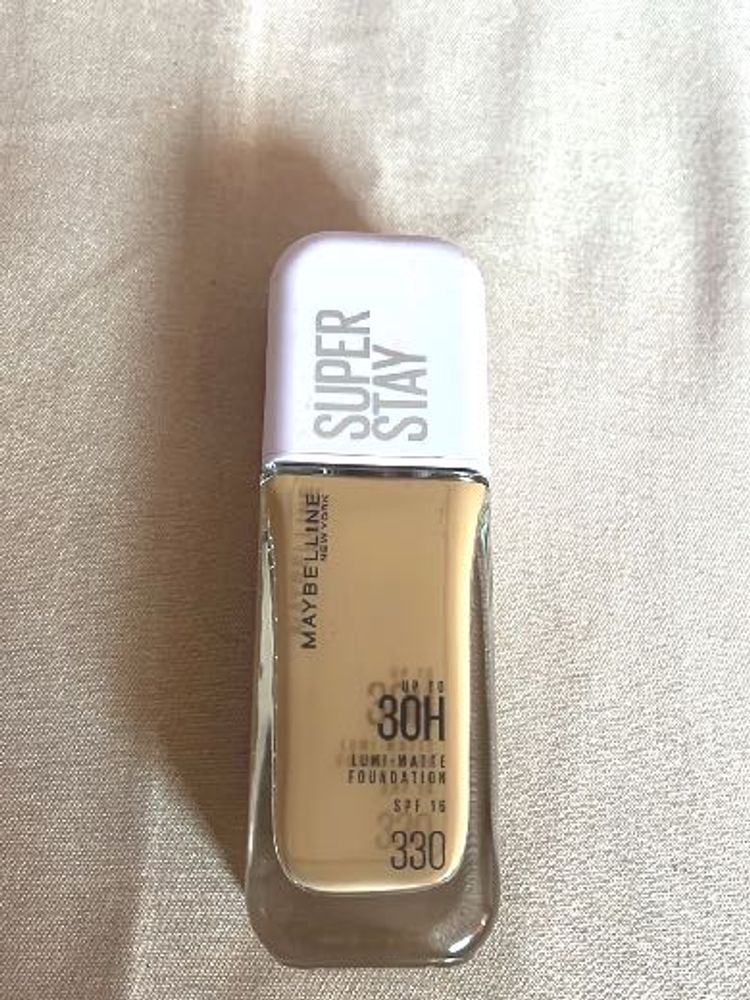 SUPER
STAY
MAYBELLINE
NEW YORK
UP TO
30H
LUMI-MATTE
FOUNDATION
SPF 16
330